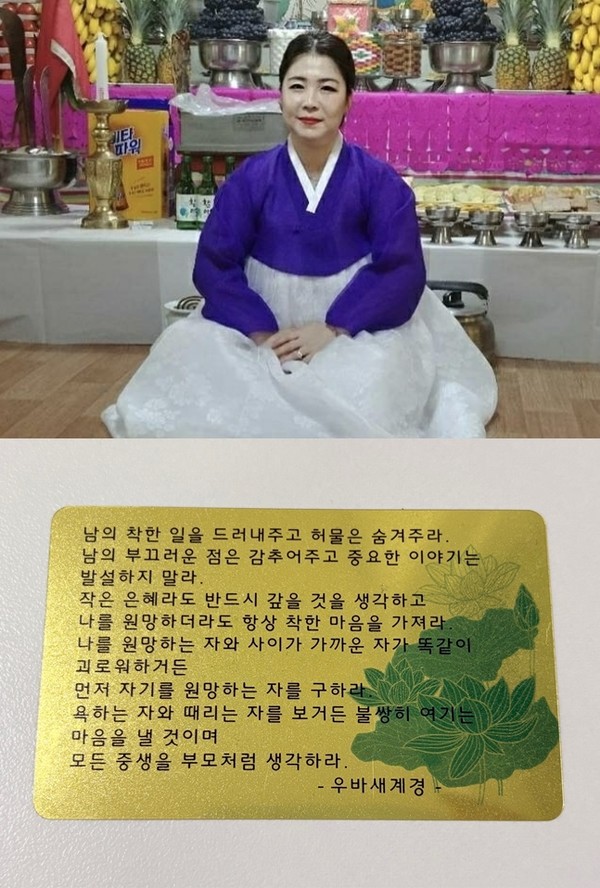 비타
파워
남의 착한 일을 드러내주고 허물은 숨겨주라.
남의 부끄러운 점은 감추어주고 중요한 이야기는
발설하지 말라.
작은 은혜라도 반드시 갚을 것을 생각하고
나를 원망하더라도 항상 착한 마음을 가져라.
나를 원망하는 자와 사이가 가까운 자가 똑같이
괴로워하거든
먼저 자기를 원망하는 자를 구하라.
욕하는 자와 때리는 자를 보거든 불쌍히 여기는
마음을 낼 것이며
모든 중생을 부모처럼 생각하라.
- 우바새계경 -